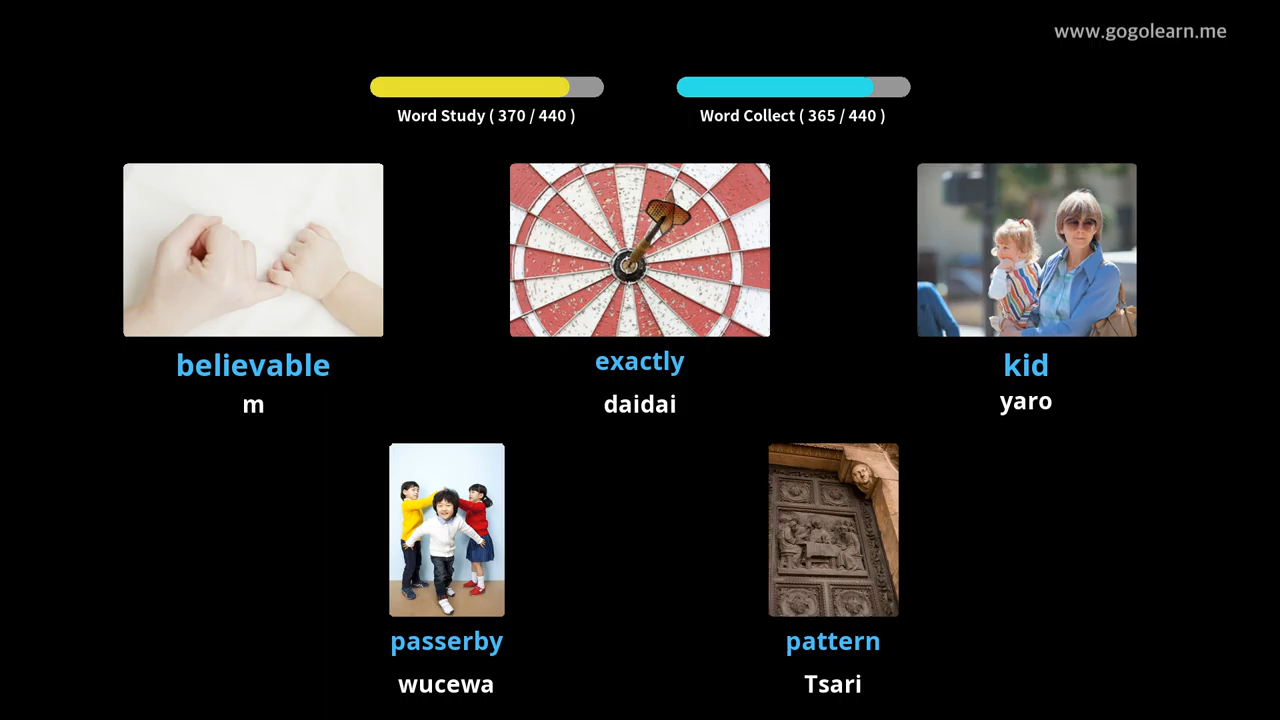 www.gogolearn.me
Word Study ( 370 / 440 )
Word Collect ( 365 / 440 )
believable
m
exactly
daidai
kid
yaro
passerby
wucewa
pattern
Tsari